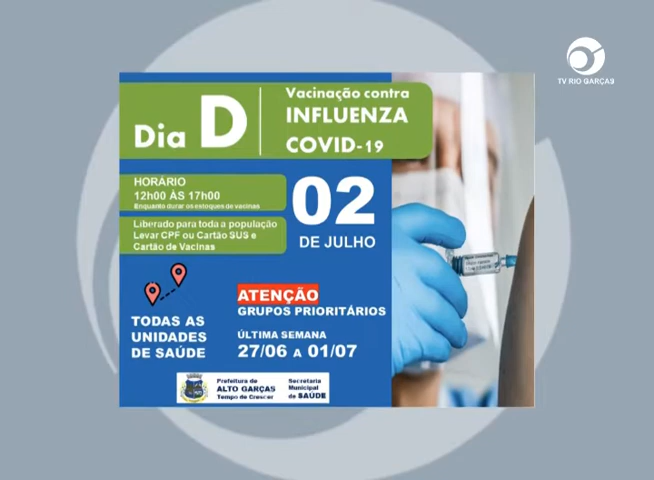 TV RIO GARÇAS
Dia D
Vacinação contra
INFLUENZA
COVID-19
HORÁRIO
12h00 ÀS 17h00
Enquanto durar os estoques de vacinas
Liberado para toda a população
Levar CPF ou Cartão SUS e
Cartão de Vacinas
02
DE JULHO
TODAS AS
UNIDADES
DE SAÚDE
ATENÇÃO
GRUPOS PRIORITÁRIOS
ÚLTIMA SEMANA
27/06 A 01/07
Prefeitura de
ALTO GARÇAS
Tempo de Crescer
Secretaria
Municipal
de SAÚDE